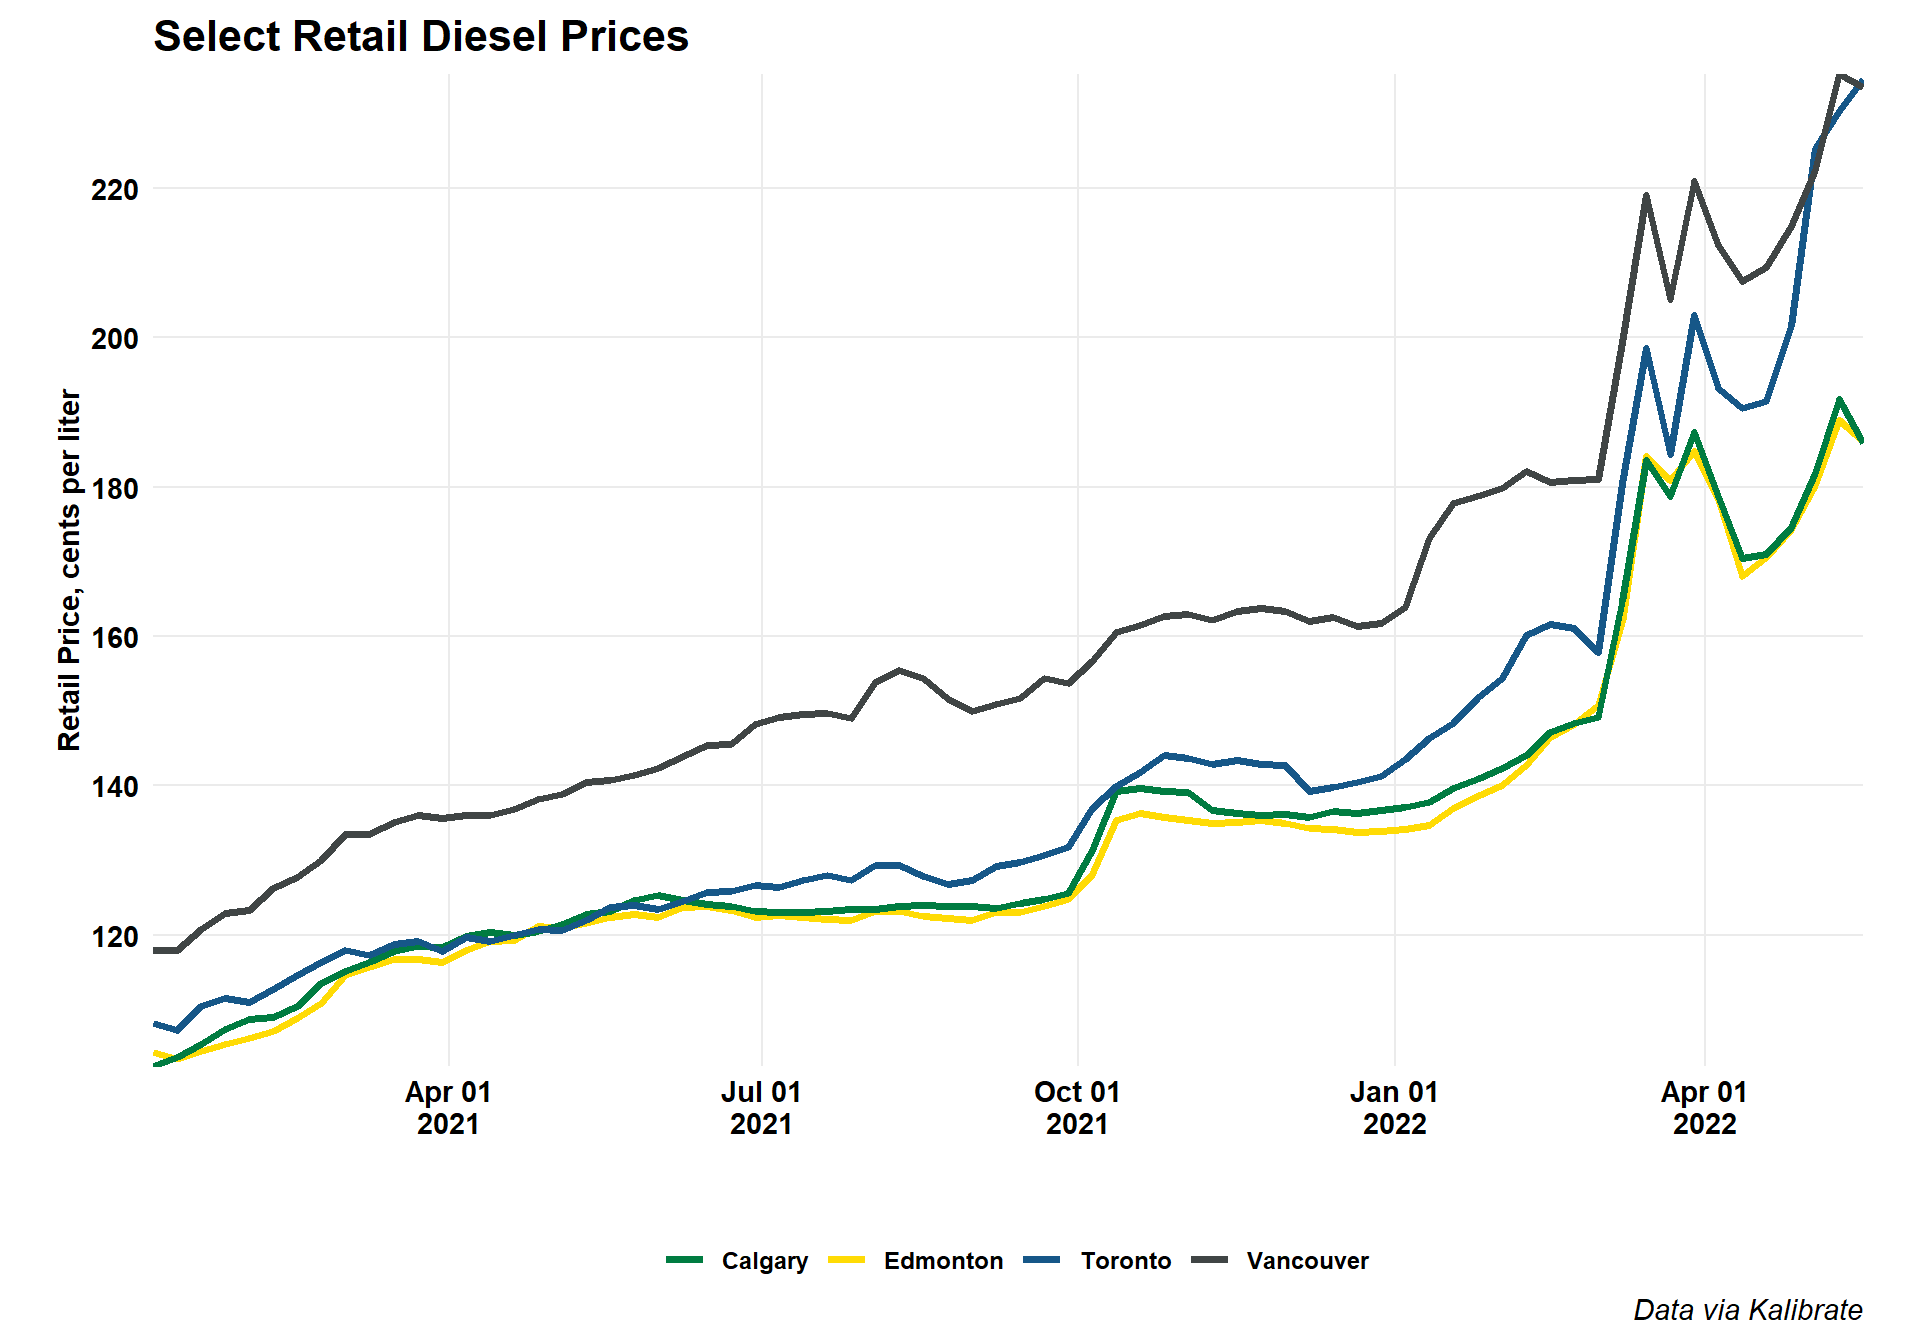 Select Retail Diesel Prices
Retail Price, cents per liter
220
200
180
160
140
120
Apr 01
2021
Jul 01
2021
Oct 01
2021
Jan 01
2022
Apr 01
2022
Calgary
Edmonton
Toronto
Vancouver
Data via Kalibrate